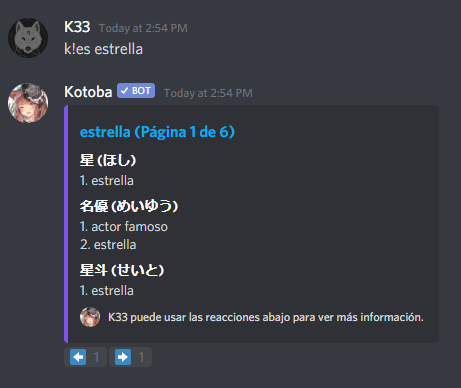 K33 Today at 2:54 PM
k!es estrella
Kotoba ✓ BOT Today at 2:54 PM
estrella (Página 1 de 6)
星 (ほし)
1. estrella
名優 (めいゆう)
1. actor famoso
2. estrella
星斗 (せいと)
1. estrella
K33 puede usar las reacciones abajo para ver más información.
⬅ 1 ➡ 1